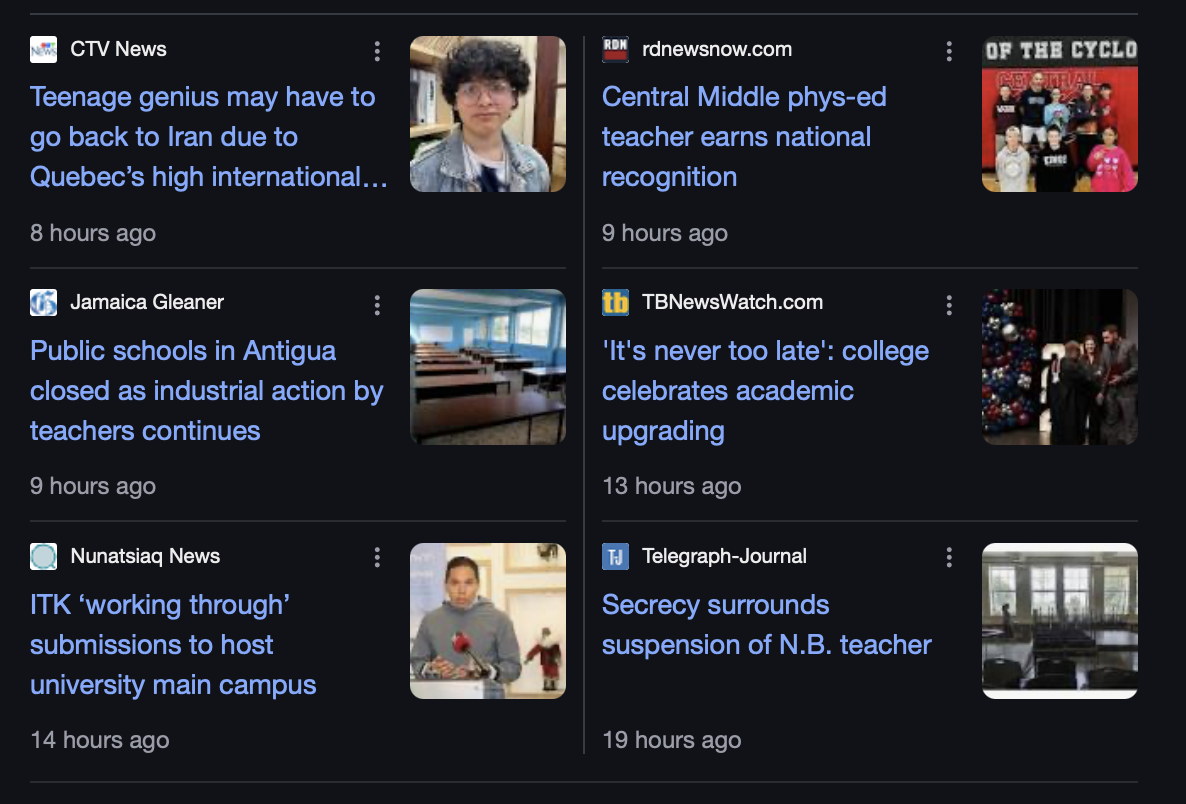 CTV News
Teenage genius may have to
go back to Iran due to
Quebec’s high international…
8 hours ago
rdnewsnow.com
Central Middle phys-ed
teacher earns national
recognition
9 hours ago
OF THE CYCLO
CENTRAL
KINGS
RDN
NEWS
Jamaica Gleaner
Public schools in Antigua
closed as industrial action by
teachers continues
9 hours ago
tb
TBNewsWatch.com
'It's never too late': college
celebrates academic
upgrading
13 hours ago
Nunatsiaq News
ITK ‘working through’
submissions to host
university main campus
14 hours ago
TJ
Telegraph-Journal
Secrecy surrounds
suspension of N.B. teacher
19 hours ago